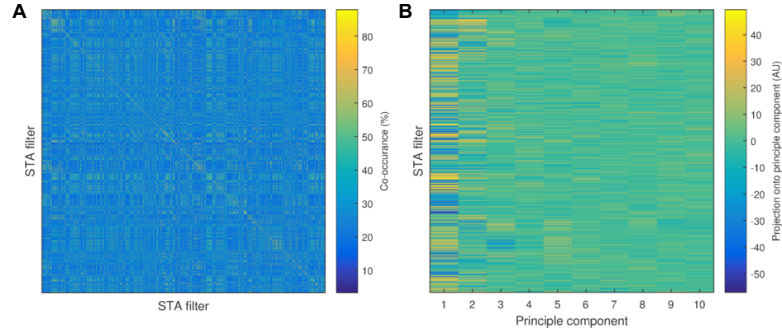 A
STA filter
STA filter
80
70
60
50
40
30
20
10
Co-occurance (%)
B
STA filter
1 2 3 4 5 6 7 8 9 10
Principle component
40
30
20
10
0
-10
-20
-30
-40
-50
Projection onto principle component (AU)